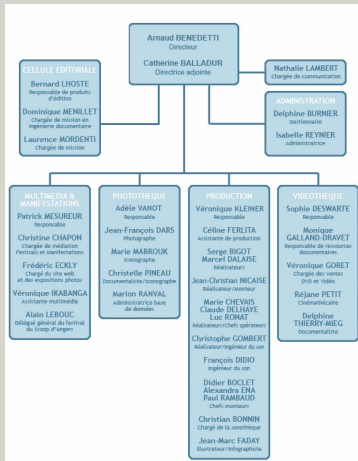 Arnaud BENEDETTI
Directeur
Catherine BALLADUR
Directrice adjointe
CELLULE EDITORIALE
Bernard LHOSTE
Responsable de produits
d'édition
Dominique MENILLET
Chargée de mission en
ingénierie documentaire
Laurence MORDENTI
Chargée de mission
Nathalie LAMBERT
Chargée de communication
ADMINISTRATION
Delphine BURNIER
Gestionnaire
Isabelle REYNIER
Administratrice
MULTIMEDIA &
MANIFESTATIONS
Patrick MESUREUR
Responsable
Christine CHAPON
Chargée de médiation
Festivals et Manifestations
Frédéric ECKLY
Chargé du site web
et des expositions photos
Véronique IKABANGA
Assistante multimédia
Alain LEBOUC
Délégué général du festival
du Scoop d'Angers
PHOTOTHEQUE
Adèle VANOT
Responsable
Jean-François DARS
Photographe
Marie MABROUK
Iconographe
Christelle PINEAU
Documentaliste/Iconographe
Marion RANVAL
Administratrice base
de données
PRODUCTION
Véronique KLEINER
Responsable
Céline FERLITA
Assistante de production
Serge BIGOT
Marcel DALAISE
Réalisateurs
Jean-Christian NICAISE
Réalisateur/Monteur
Marie CHEVAIS
Claude DELHAYE
Luc RONAT
Réalisateurs/Chefs opérateurs
Christophe GOMBERT
Réalisateur/Ingénieur du son
François DIDIO
Ingénieur du son
Didier BOCLET
Alexandra ENA
Paul RAMBAUD
Chefs monteurs
Christian BONNIN
Chargé de la sonothèque
Jean-Marc FADAY
Illustrateur/Infographiste
VIDEOTHEQUE
Sophie DESWARTE
Responsable
Monique
GALLAND-DRAVET
Responsable de ressources
documentaires
Véronique GORET
Chargée des ventes
DVD et Vidéo
Réjane PETIT
Cinémathécaire
Delphine
THIERRY-MIEG
Documentaliste